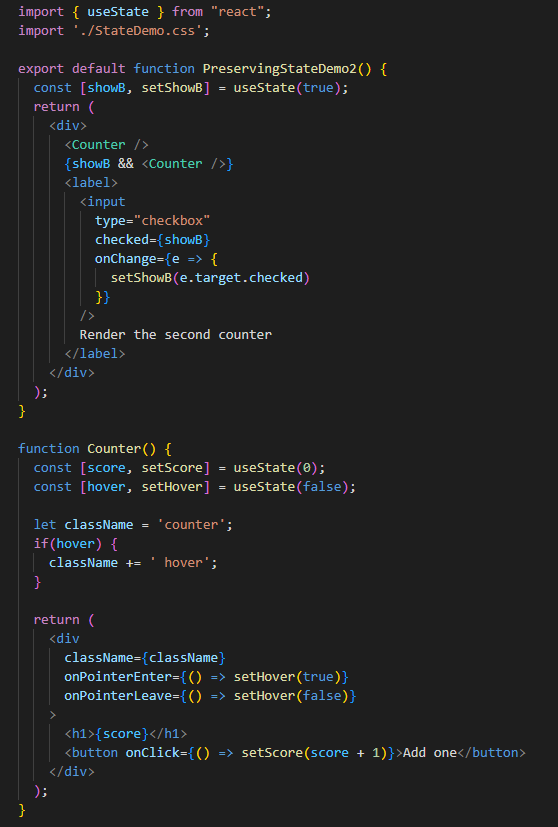 import { useState } from "react";
import './StateDemo.css';

export default function PreservingStateDemo2() {
  const [showB, setShowB] = useState(true);
  return (
    <div>
      <Counter />
      {showB && <Counter />}
      <label>
        <input
          type="checkbox"
          checked={showB}
          onChange={e => {
            setShowB(e.target.checked)
          }}
        />
        Render the second counter
      </label>
    </div>
  );
}

function Counter() {
  const [score, setScore] = useState(0);
  const [hover, setHover] = useState(false);

  let className = 'counter';
  if(hover) {
    className += ' hover';
  }

  return (
    <div
      className={className}
      onPointerEnter={() => setHover(true)}
      onPointerLeave={() => setHover(false)}
    >
      <h1>{score}</h1>
      <button onClick={() => setScore(score + 1)}>Add one</button>
    </div>
  );
}